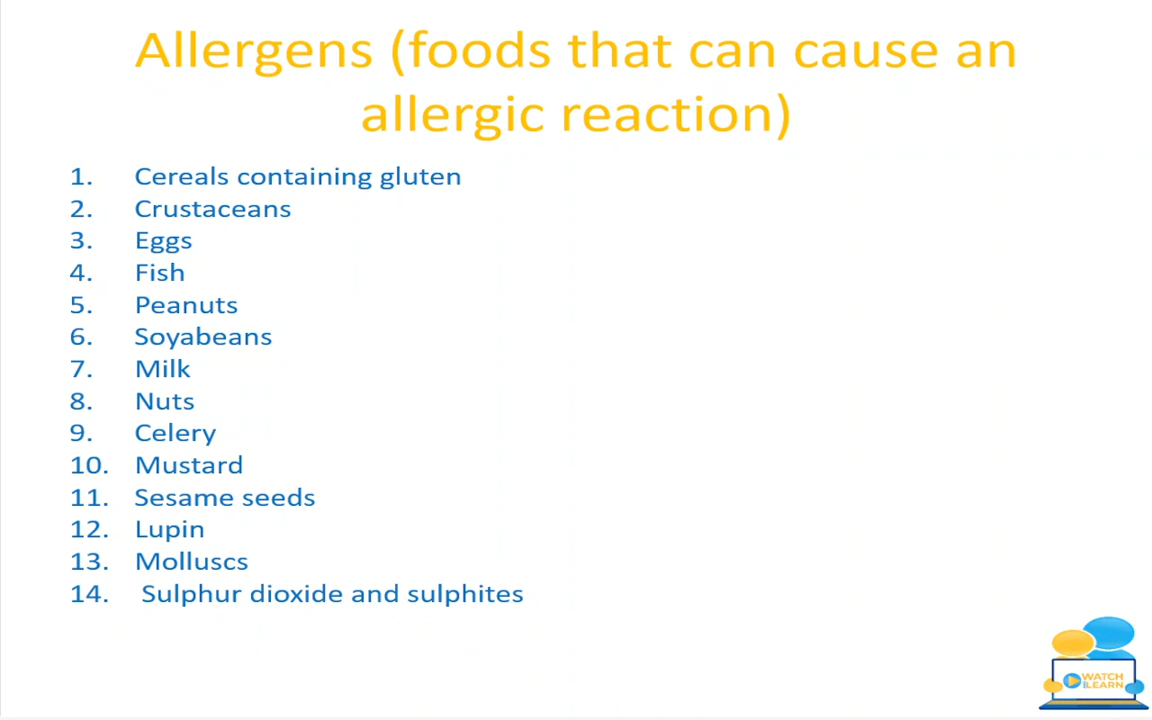 Allergens (foods that can cause an
allergic reaction)
1. Cereals containing gluten
2. Crustaceans
3. Eggs
4. Fish
5. Peanuts
6. Soyabeans
7. Milk
8. Nuts
9. Celery
10. Mustard
11. Sesame seeds
12. Lupin
13. Molluscs
14. Sulphur dioxide and sulphites
WATCH
AND LEARN